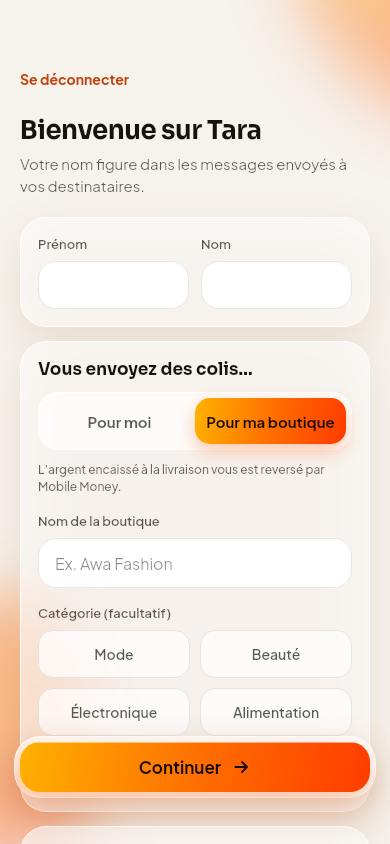 Se déconnecter
Bienvenue sur Tara
Votre nom figure dans les messages envoyés à
vos destinataires.
Prénom
Nom
Vous envoyez des colis...
Pour moi
Pour ma boutique
L'argent encaissé à la livraison vous est reversé par
Mobile Money.
Nom de la boutique
Ex. Awa Fashion
Catégorie (facultatif)
Mode
Beauté
Électronique
Alimentation
Continuer →